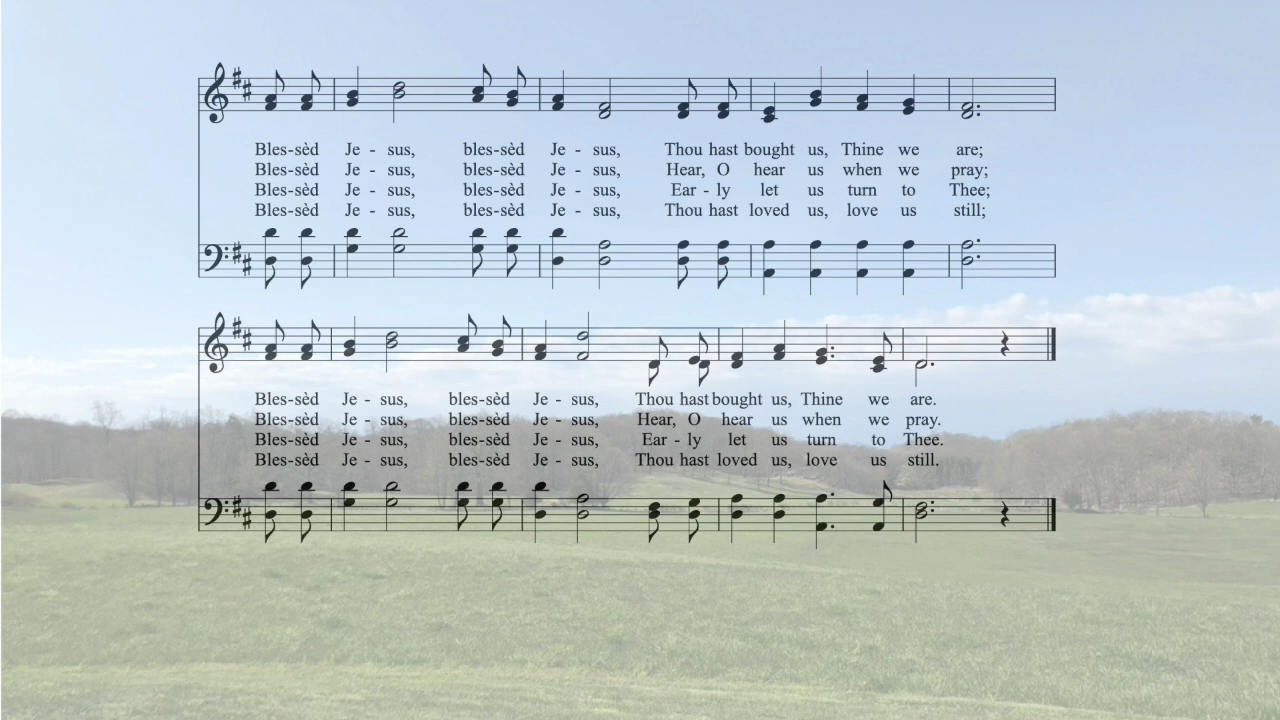 Bles-sèd Je - sus, bles-sèd Je - sus, Thou hast bought us, Thine we are;
Bles-sèd Je - sus, bles-sèd Je - sus, Hear, O hear us when we pray;
Bles-sèd Je - sus, bles-sèd Je - sus, Ear - ly let us turn to Thee;
Bles-sèd Je - sus, bles-sèd Je - sus, Thou hast loved us, love us still;
Bles-sèd Je - sus, bles-sèd Je - sus, Thou hast bought us, Thine we are.
Bles-sèd Je - sus, bles-sèd Je - sus, Hear, O hear us when we pray.
Bles-sèd Je - sus, bles-sèd Je - sus, Ear - ly let us turn to Thee.
Bles-sèd Je - sus, bles-sèd Je - sus, Thou hast loved us, love us still.